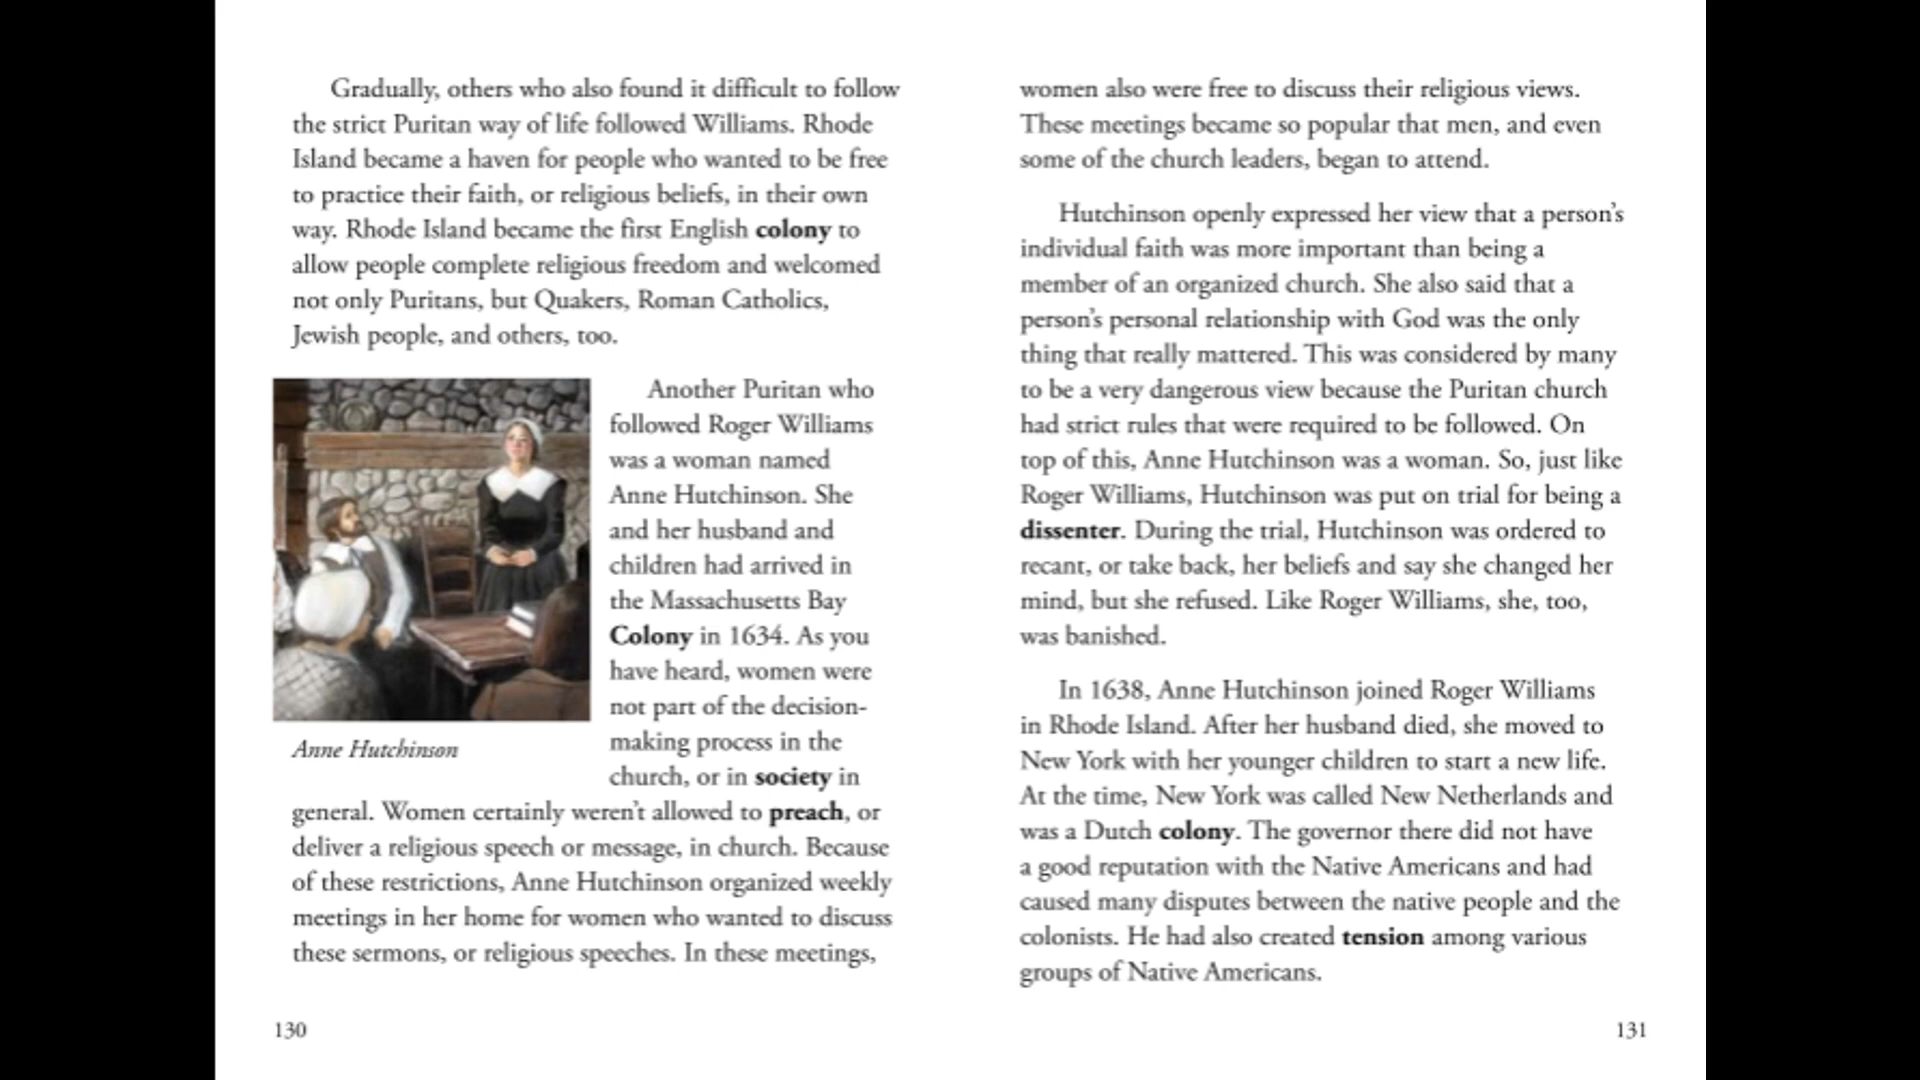 Gradually, others who also found it difficult to follow
the strict Puritan way of life followed Williams. Rhode
Island became a haven for people who wanted to be free
to practice their faith, or religious beliefs, in their own
way. Rhode Island became the first English colony to
allow people complete religious freedom and welcomed
not only Puritans, but Quakers, Roman Catholics,
Jewish people, and others, too.
Another Puritan who
followed Roger Williams
was a woman named
Anne Hutchinson. She
and her husband and
children had arrived in
the Massachusetts Bay
Colony in 1634. As you
have heard, women were
not part of the decision-
making process in the
church, or in society in
general. Women certainly weren't allowed to preach, or
deliver a religious speech or message, in church. Because
of these restrictions, Anne Hutchinson organized weekly
meetings in her home for women who wanted to discuss
these sermons, or religious speeches. In these meetings,
Anne Hutchinson
130
women also were free to discuss their religious views.
These meetings became so popular that men, and even
some of the church leaders, began to attend.
Hutchinson openly expressed her view that a person's
individual faith was more important than being a
member of an organized church. She also said that a
person's personal relationship with God was the only
thing that really mattered. This was considered by many
to be a very dangerous view because the Puritan church
had strict rules that were required to be followed. On
top of this, Anne Hutchinson was a woman. So, just like
Roger Williams, Hutchinson was put on trial for being a
dissenter. During the trial, Hutchinson was ordered to
recant, or take back, her beliefs and say she changed her
mind, but she refused. Like Roger Williams, she, too,
was banished.
In 1638, Anne Hutchinson joined Roger Williams
in Rhode Island. After her husband died, she moved to
New York with her younger children to start a new life.
At the time, New York was called New Netherlands and
was a Dutch colony. The governor there did not have
a good reputation with the Native Americans and had
caused many disputes between the native people and the
colonists. He had also created tension among various
groups of Native Americans.
131